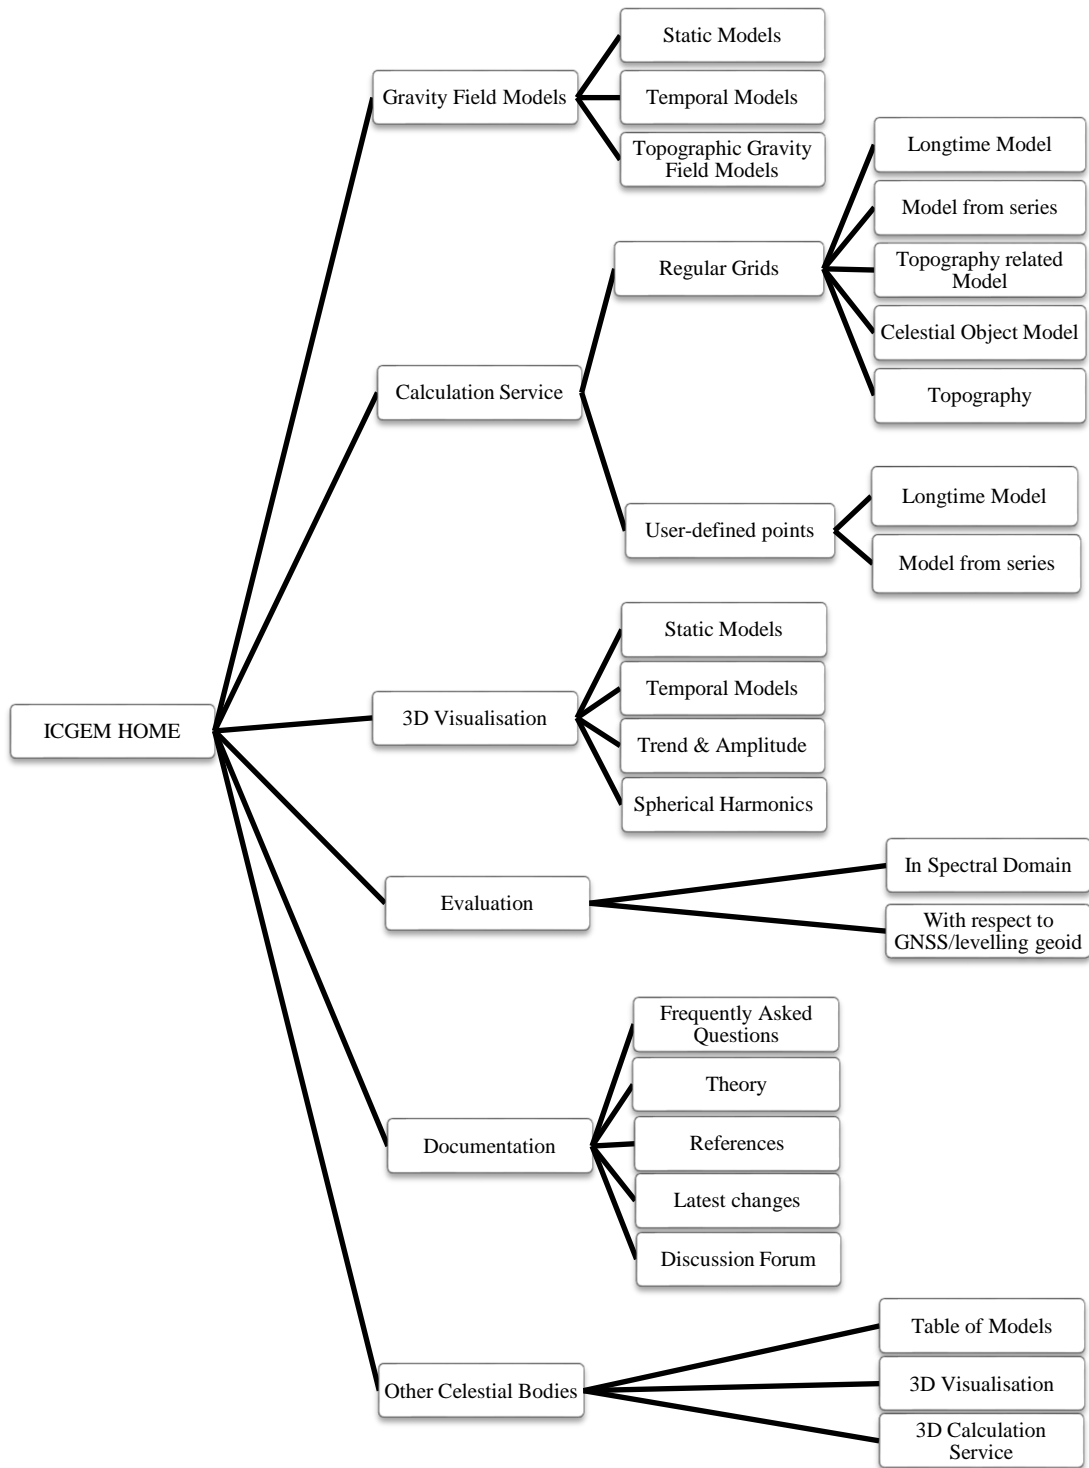 ICGEM HOME
Gravity Field Models
Static Models
Temporal Models
Topographic Gravity
Field Models
Calculation Service
Regular Grids
Longtime Model
Model from series
Topography related
Model
Celestial Object Model
Topography
User-defined points
Longtime Model
Model from series
3D Visualisation
Static Models
Temporal Models
Trend & Amplitude
Spherical Harmonics
Evaluation
In Spectral Domain
With respect to
GNSS/levelling geoid
Documentation
Frequently Asked
Questions
Theory
References
Latest changes
Discussion Forum
Other Celestial Bodies
Table of Models
3D Visualisation
3D Calculation
Service